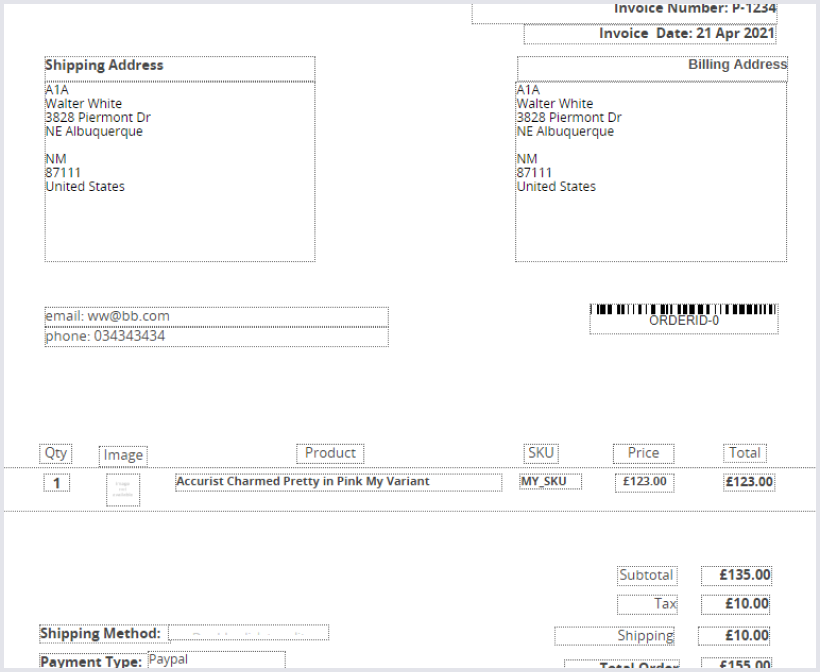 Invoice Number: P-1234
Invoice Date: 21 Apr 2021
Shipping Address
Billing Address
A1A
Walter White
3828 Piermont Dr
NE Albuquerque
NM
87111
United States
A1A
Walter White
3828 Piermont Dr
NE Albuquerque
NM
87111
United States
email: ww@bb.com
phone: 034343434
ORDERID-0
Qty Image Product SKU Price Total
1 Accurist Charmed Pretty in Pink My Variant MY_SKU £123.00 £123.00
Subtotal £135.00
Tax £10.00
Shipping £10.00
Shipping Method:
Total Order £155.00
Payment Type: Paypal